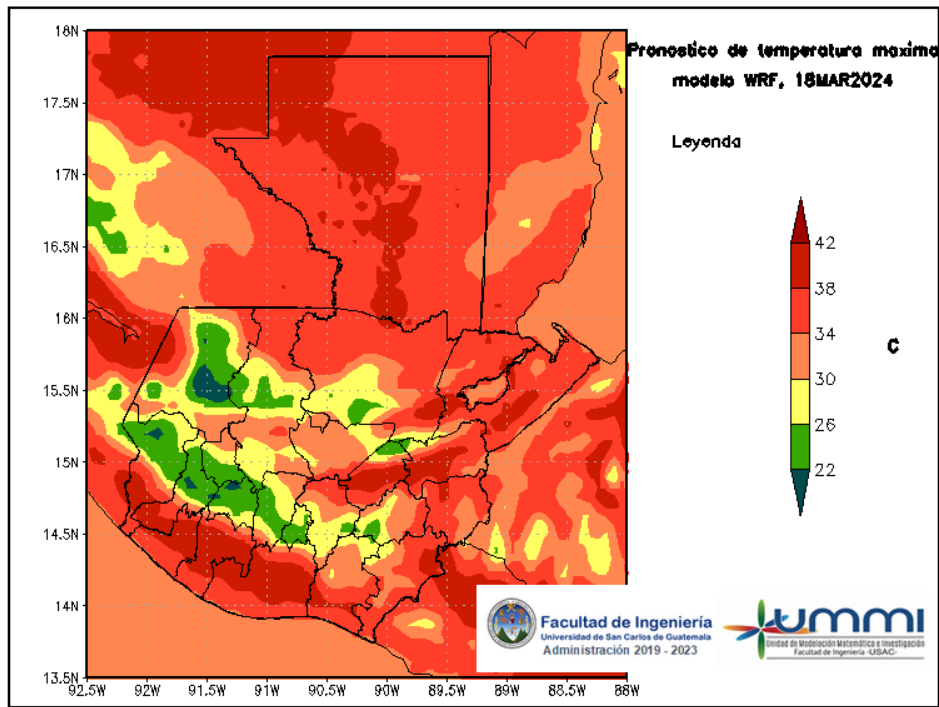 Pronostico de temperatura maxima
modelo WRF, 18MAR2024
Leyenda
18N
17.5N
17N
16.5N
16N
15.5N
15N
14.5N
14N
13.5N
92.5W 92W 91.5W 91W 90.5W 90W 89.5W 89W 88.5W 88W
42
38
34
30
26
22
C
Facultad de Ingeniería
Universidad de San Carlos de Guatemala
Administración 2019 - 2023
UMMI
Unidad de Modelación Matemática e Investigación
Facultad de Ingeniería -USAC-